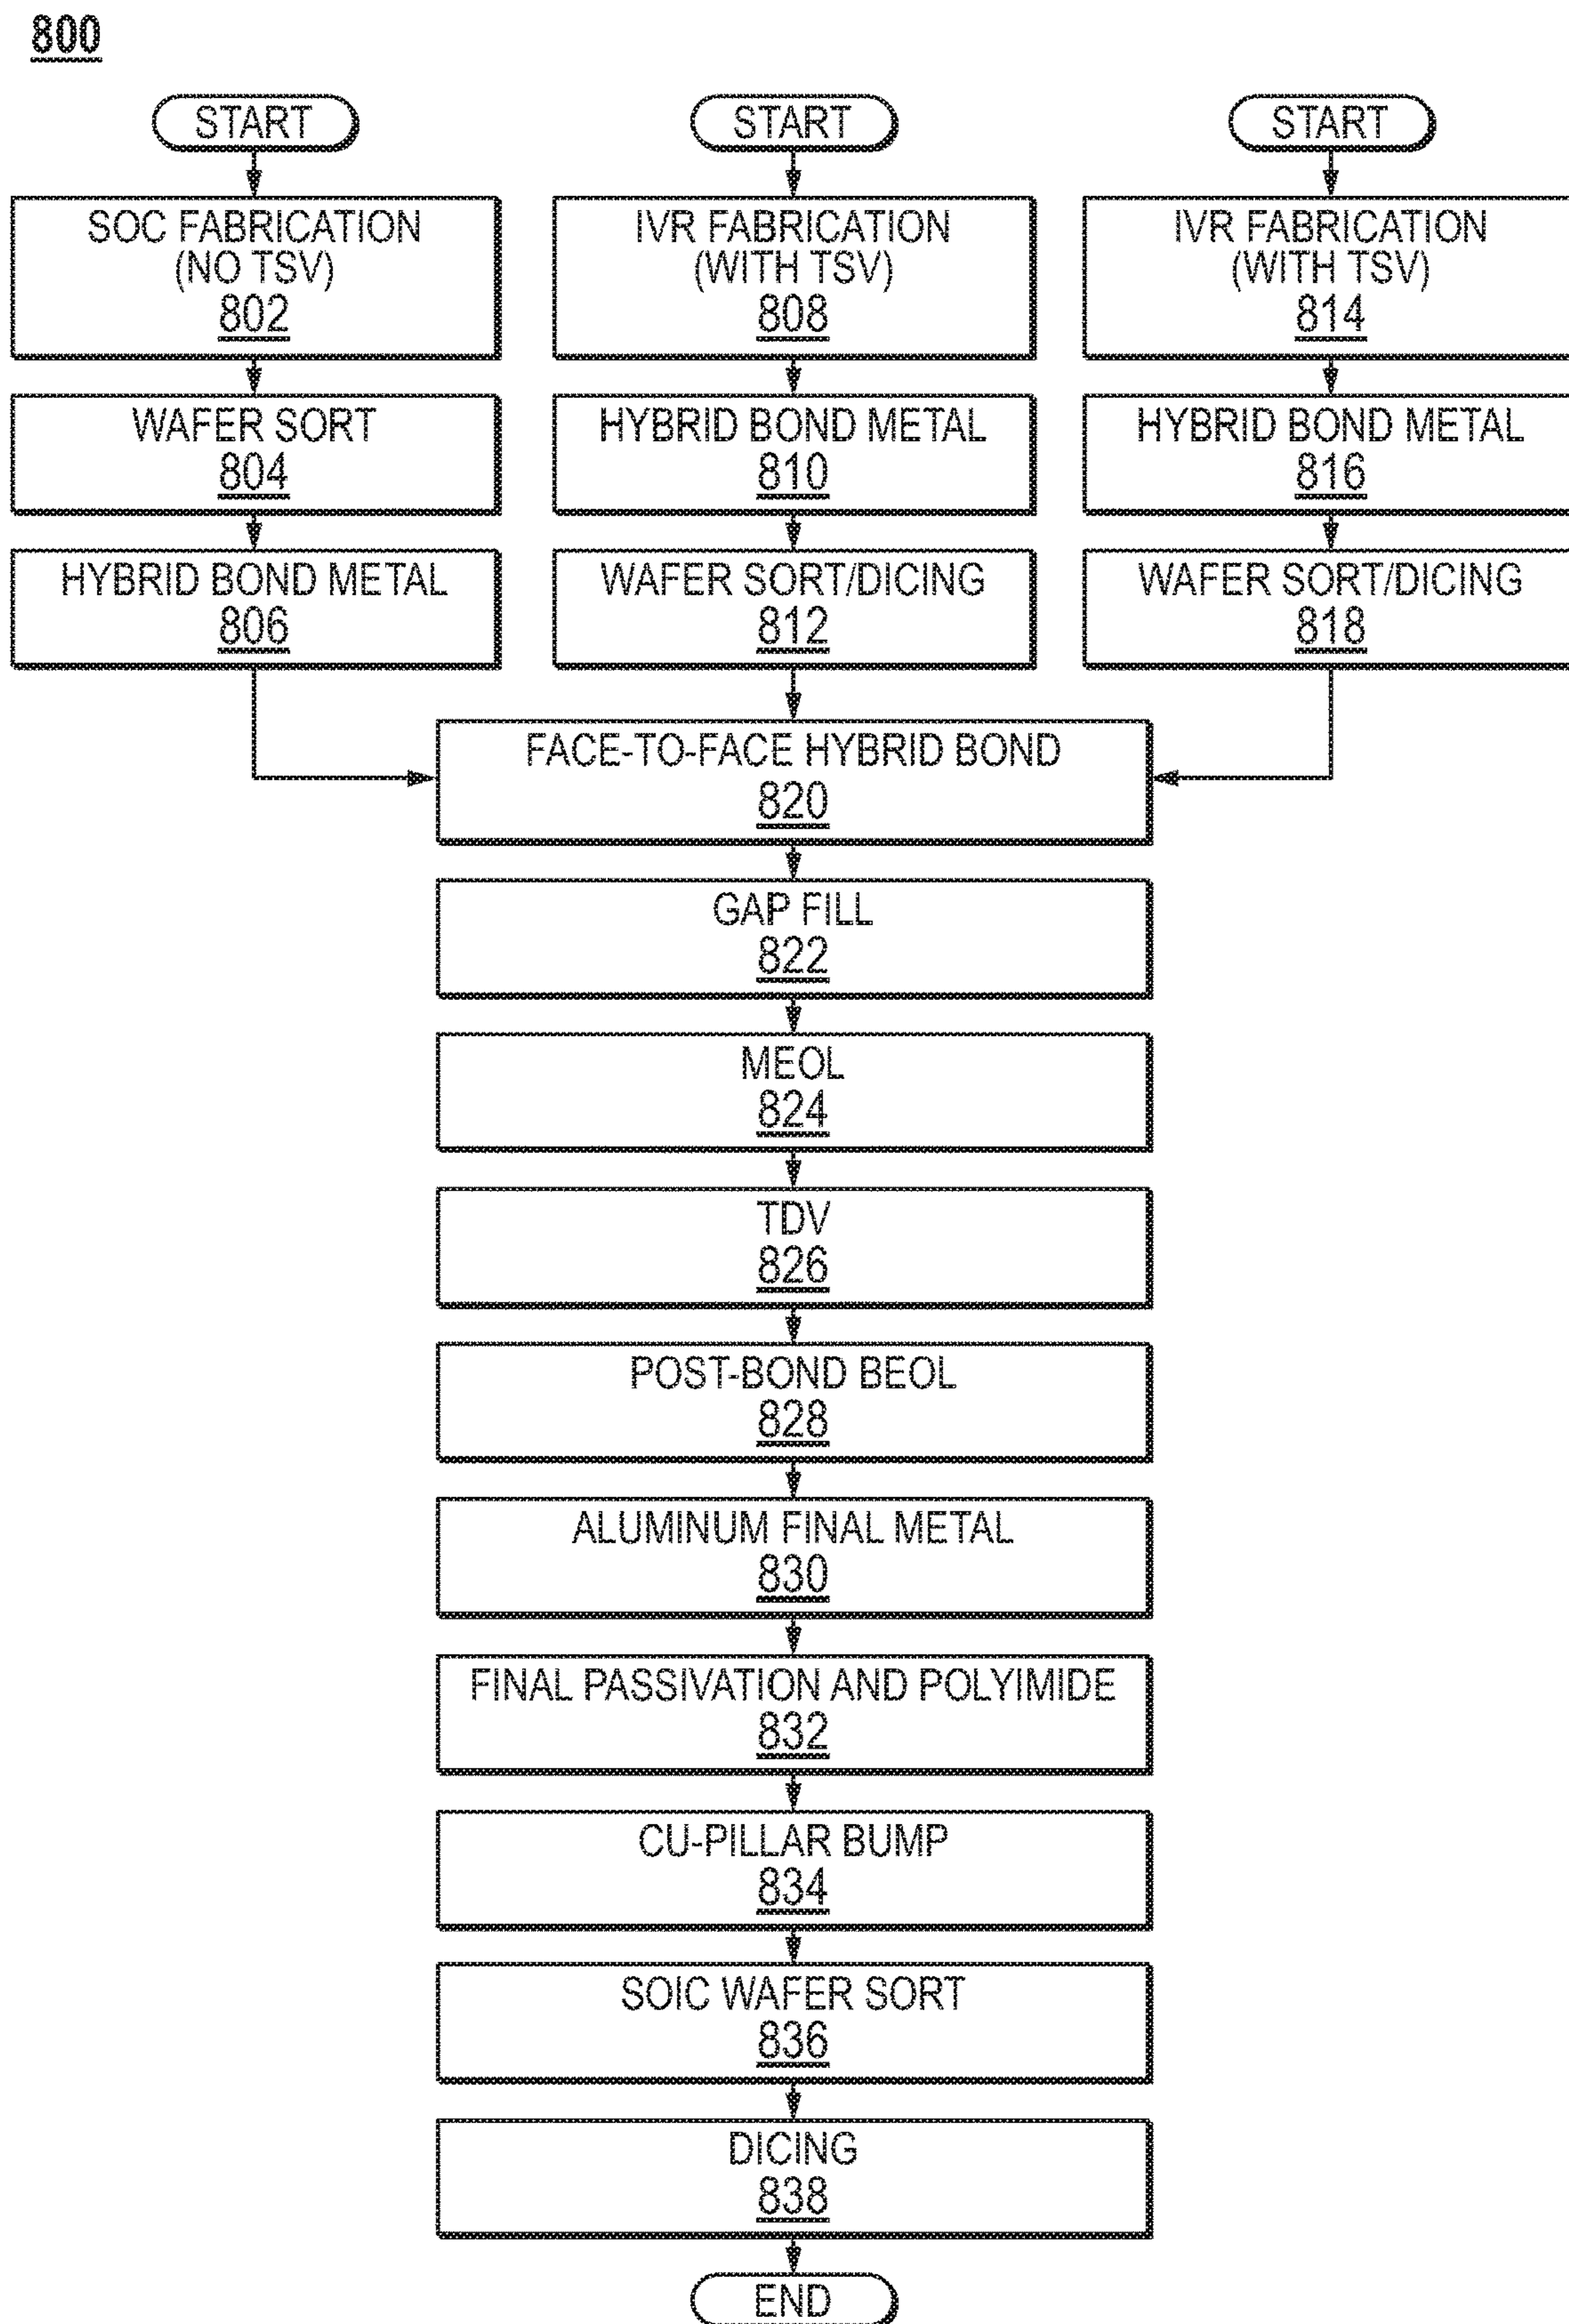 800
START
SOC FABRICATION
(NO TSV)
802
WAFER SORT
804
HYBRID BOND METAL
806
START
IVR FABRICATION
(WITH TSV)
808
HYBRID BOND METAL
810
WAFER SORT/DICING
812
START
IVR FABRICATION
(WITH TSV)
814
HYBRID BOND METAL
816
WAFER SORT/DICING
818
FACE-TO-FACE HYBRID BOND
820
GAP FILL
822
MEOL
824
TDV
826
POST-BOND BEOL
828
ALUMINUM FINAL METAL
830
FINAL PASSIVATION AND POLYIMIDE
832
CU-PILLAR BUMP
834
SOIC WAFER SORT
836
DICING
838
END